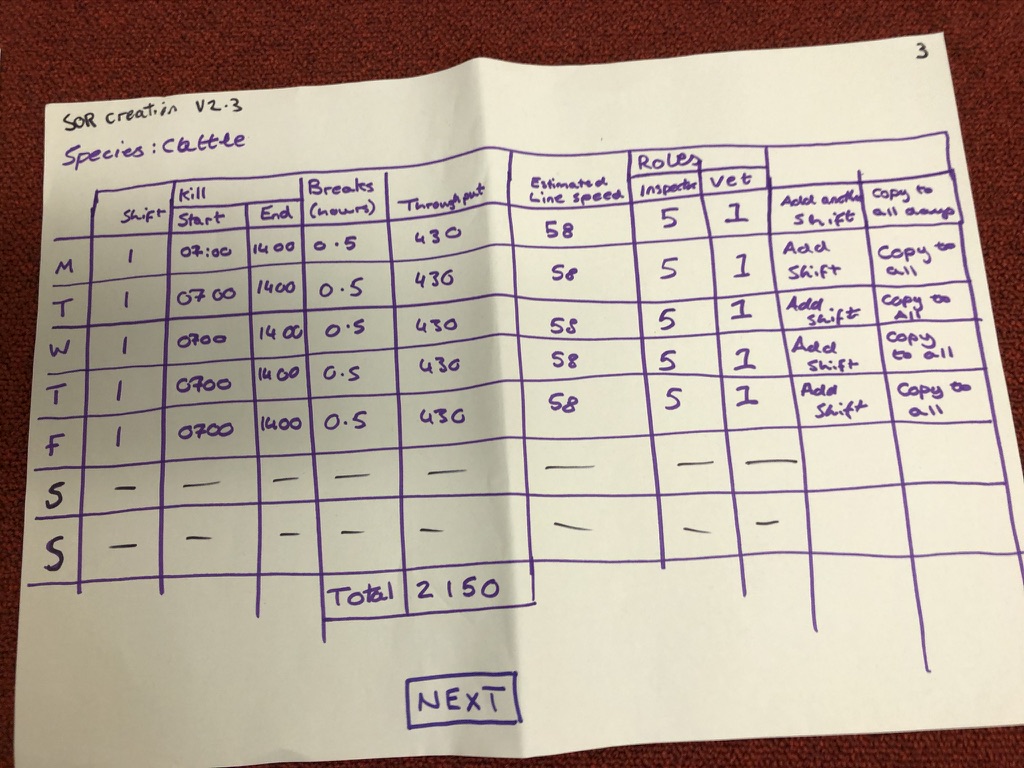 3
SOR creation V2.3
Species: Cattle
Roles
Kill Breaks Estimated Inspector Vet Add another Copy to
Shift Start End (hours) Throughput Line speed Shift all
M 1 07:00 1400 0.5 430 58 5 1
T 1 0700 1400 0.5 430 58 5 1 Add Shift Copy to all
W 1 0700 1400 0.5 430 58 5 1 Add Shift Copy to All
T 1 0700 1400 0.5 430 58 5 1 Add Shift Copy to all
F 1 0700 1400 0.5 430 58 5 1 Add Shift Copy to all
S — — — — — — — —
S — — — — — — — —
Total 2150
NEXT